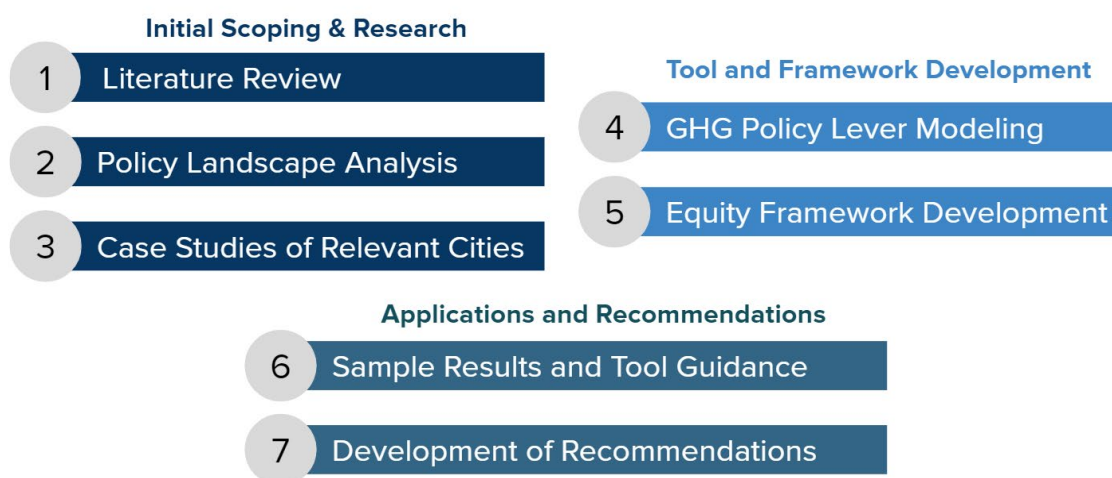 Initial Scoping & Research
1 Literature Review
2 Policy Landscape Analysis
3 Case Studies of Relevant Cities
Tool and Framework Development
4 GHG Policy Lever Modeling
5 Equity Framework Development
Applications and Recommendations
6 Sample Results and Tool Guidance
7 Development of Recommendations